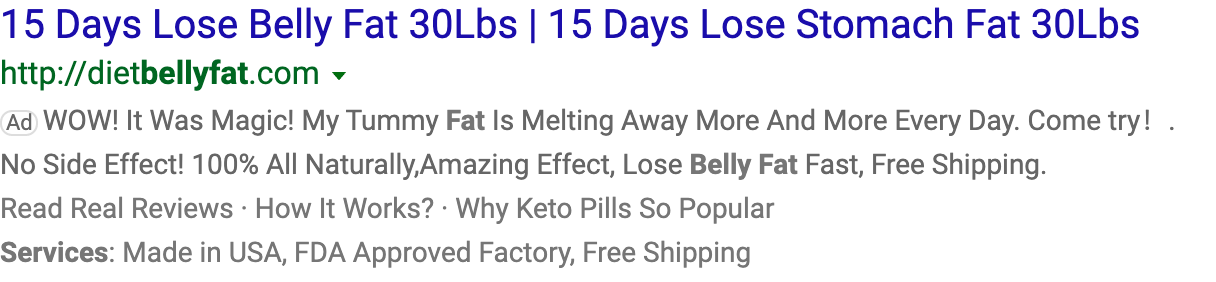 15 Days Lose Belly Fat 30Lbs | 15 Days Lose Stomach Fat 30Lbs
http://dietbellyfat.com
Ad WOW! It Was Magic! My Tummy Fat Is Melting Away More And More Every Day. Come try！ .
No Side Effect! 100% All Naturally,Amazing Effect, Lose Belly Fat Fast, Free Shipping.
Read Real Reviews · How It Works? · Why Keto Pills So Popular
Services: Made in USA, FDA Approved Factory, Free Shipping